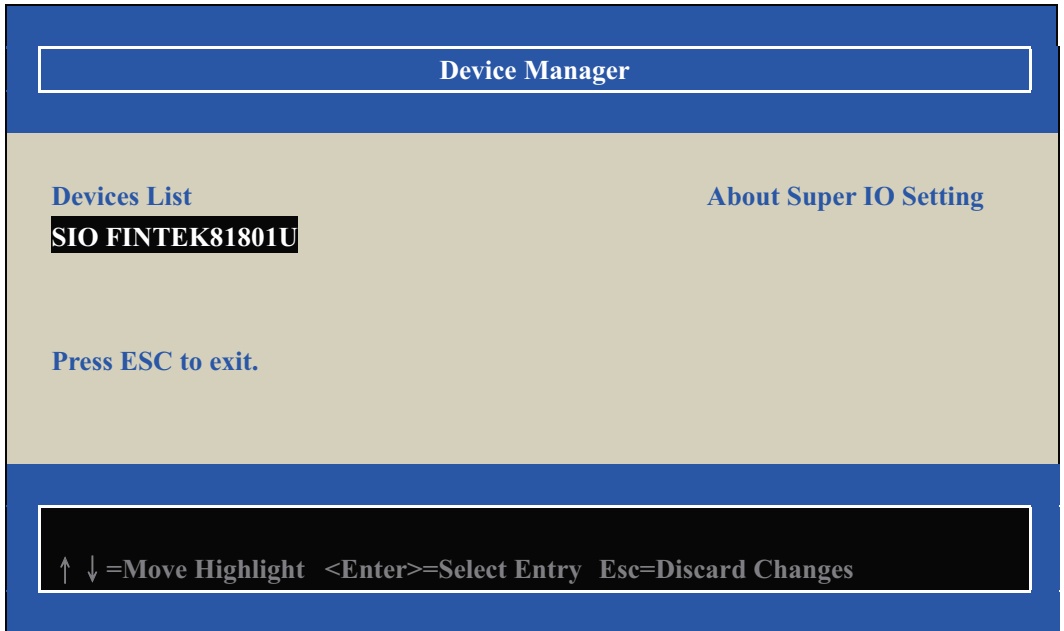 Device Manager
Devices List About Super IO Setting
SIO FINTEK81801U
Press ESC to exit.
↑ ↓=Move Highlight <Enter>=Select Entry Esc=Discard Changes